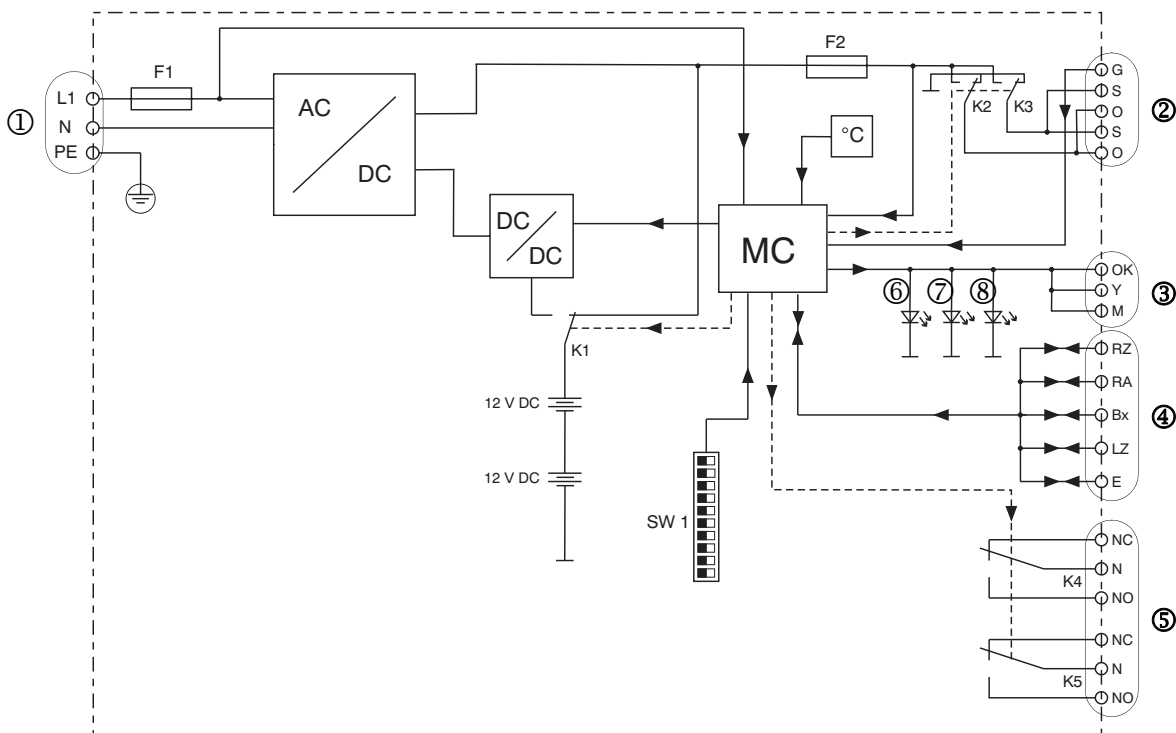 F1
F2
L1
N
PE
①
AC
DC
K2
K3
G
S
O
S
O
②
°C
DC
DC
MC
⑥
⑦
⑧
OK
Y
M
③
K1
12 V DC
12 V DC
SW 1
RZ
RA
Bx
LZ
E
④
NC
N
K4
NO
NC
N
K5
NO
⑤